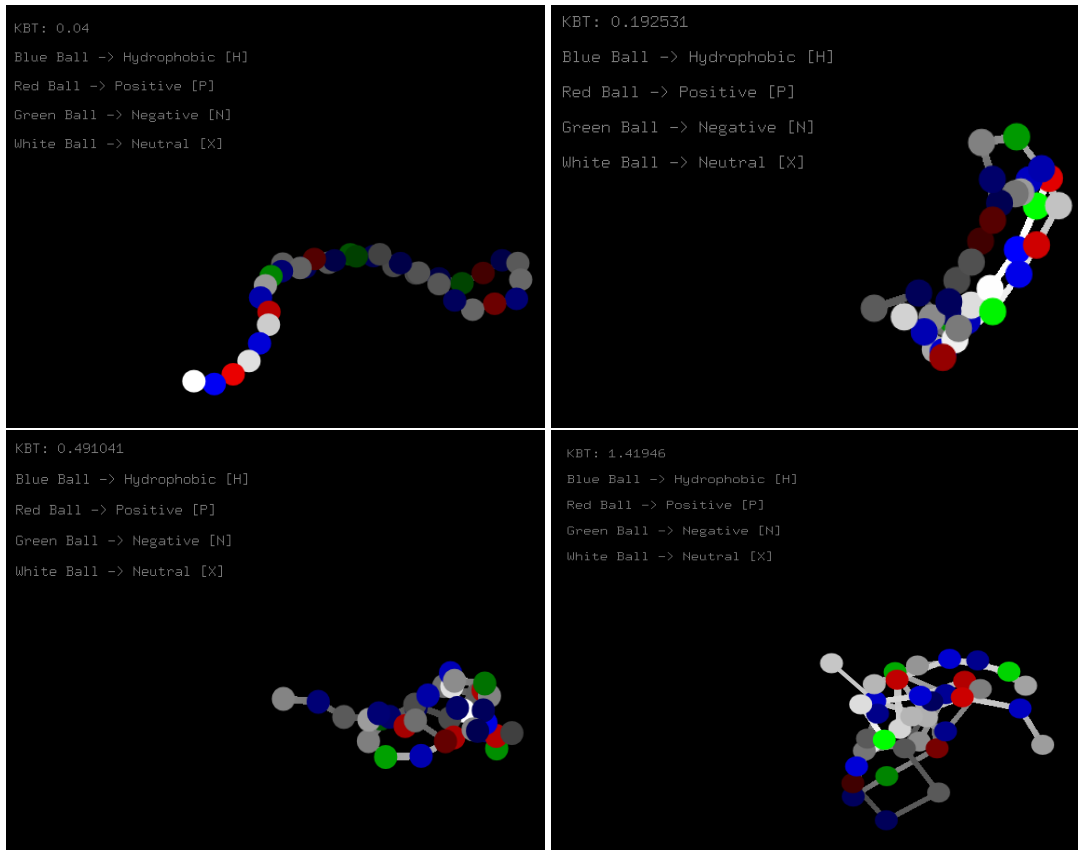 KBT: 0.04
Blue Ball -> Hydrophobic [H]
Red Ball -> Positive [P]
Green Ball -> Negative [N]
White Ball -> Neutral [X]
KBT: 0.192531
Blue Ball -> Hydrophobic [H]
Red Ball -> Positive [P]
Green Ball -> Negative [N]
White Ball -> Neutral [X]
KBT: 0.491041
Blue Ball -> Hydrophobic [H]
Red Ball -> Positive [P]
Green Ball -> Negative [N]
White Ball -> Neutral [X]
KBT: 1.41946
Blue Ball -> Hydrophobic [H]
Red Ball -> Positive [P]
Green Ball -> Negative [N]
White Ball -> Neutral [X]